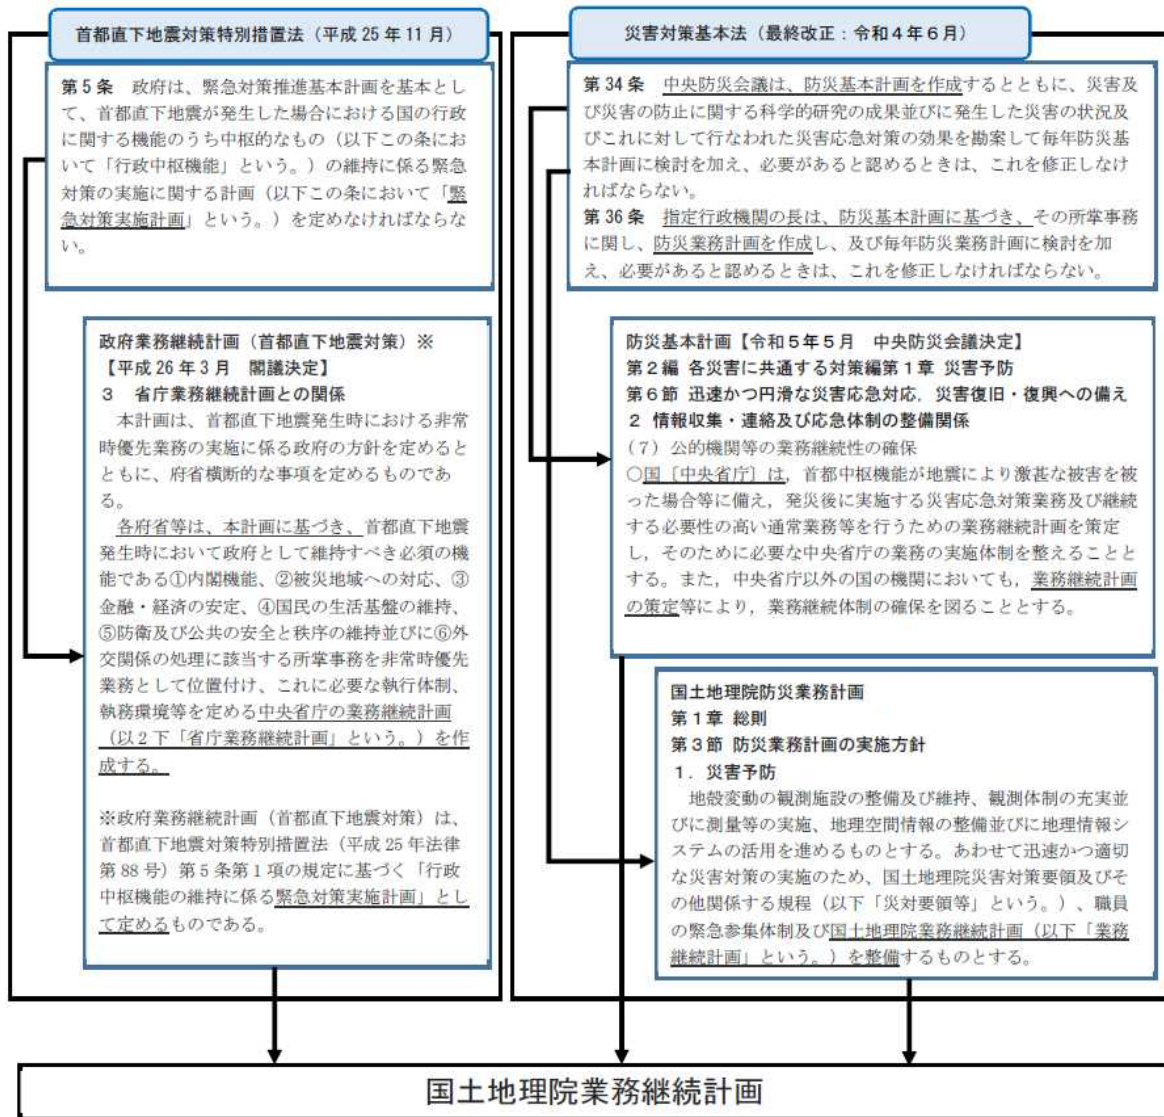 首都直下地震対策特別措置法（平成25年11月）
第5条　政府は、緊急対策推進基本計画を基本とし
て、首都直下地震が発生した場合における国の行政
に関する機能のうち中枢的なもの（以下この条にお
いて「行政中枢機能」という。）の維持に係る緊急
対策の実施に関する計画（以下この条において「緊
急対策実施計画」という。）を定めなければならな
い。
政府業務継続計画（首都直下地震対策）※
【平成26年3月　閣議決定】
3　省庁業務継続計画との関係
本計画は、首都直下地震発生時における非常
時優先業務の実施に係る政府の方針を定めると
ともに、府省横断的な事項を定めるものであ
る。
各府省等は、本計画に基づき、首都直下地震
発生時において政府として維持すべき必須の機
能である①内閣機能、②被災地域への対応、③
金融・経済の安定、④国民の生活基盤の維持、
⑤防衛及び公共の安全と秩序の維持並びに⑥外
交関係の処理に該当する所掌事務を非常時優先
業務として位置付け、これに必要な執行体制、
執務環境等を定める中央省庁の業務継続計画
（以2下「省庁業務継続計画」という。）を作
成する。
※政府業務継続計画（首都直下地震対策）は、
首都直下地震対策特別措置法（平成25年法律
第88号）第5条第1項の規定に基づく「行政
中枢機能の維持に係る緊急対策実施計画」とし
て定めるものである。
災害対策基本法（最終改正：令和4年6月）
第34条　中央防災会議は、防災基本計画を作成するとともに、災害及
び災害の防止に関する科学的研究の成果並びに発生した災害の状況
及びこれに対して行なわれた災害応急対策の効果を勘案して毎年防災基
本計画に検討を加え、必要があると認めるときは、これを修正しなけ
ればならない。
第36条　指定行政機関の長は、防災基本計画に基づき、その所掌事務
に関し、防災業務計画を作成し、及び毎年防災業務計画に検討を加
え、必要があると認めるときは、これを修正しなければならない。
防災基本計画【令和5年5月　中央防災会議決定】
第2編 各災害に共通する対策編第1章 災害予防
第6節 迅速かつ円滑な災害応急対応，災害復旧・復興への備え
2 情報収集・連絡及び応急体制の整備関係
（7）公的機関等の業務継続性の確保
○国〔中央省庁〕は，首都中枢機能が地震により激甚な被害を被
った場合等に備え，発災後に実施する災害応急対策業務及び継続
する必要性の高い通常業務等を行うための業務継続計画を策定
し，そのために必要な中央省庁の業務の実施体制を整えることと
する。また，中央省庁以外の国の機関においても，業務継続計画
の策定等により，業務継続体制の確保を図ることとする。
国土地理院防災業務計画
第1章 総則
第3節 防災業務計画の実施方針
1．災害予防
地殻変動の観測施設の整備及び維持、観測体制の充実並
びに測量等の実施、地理空間情報の整備並びに地理情報シ
ステムの活用を進めるものとする。あわせて迅速かつ適切
な災害対策の実施のため、国土地理院災害対策要領及びそ
の他関係する規程（以下「災対要領等」という。）、職員
の緊急参集体制及び国土地理院業務継続計画（以下「業務
継続計画」という。）を整備するものとする。
国土地理院業務継続計画